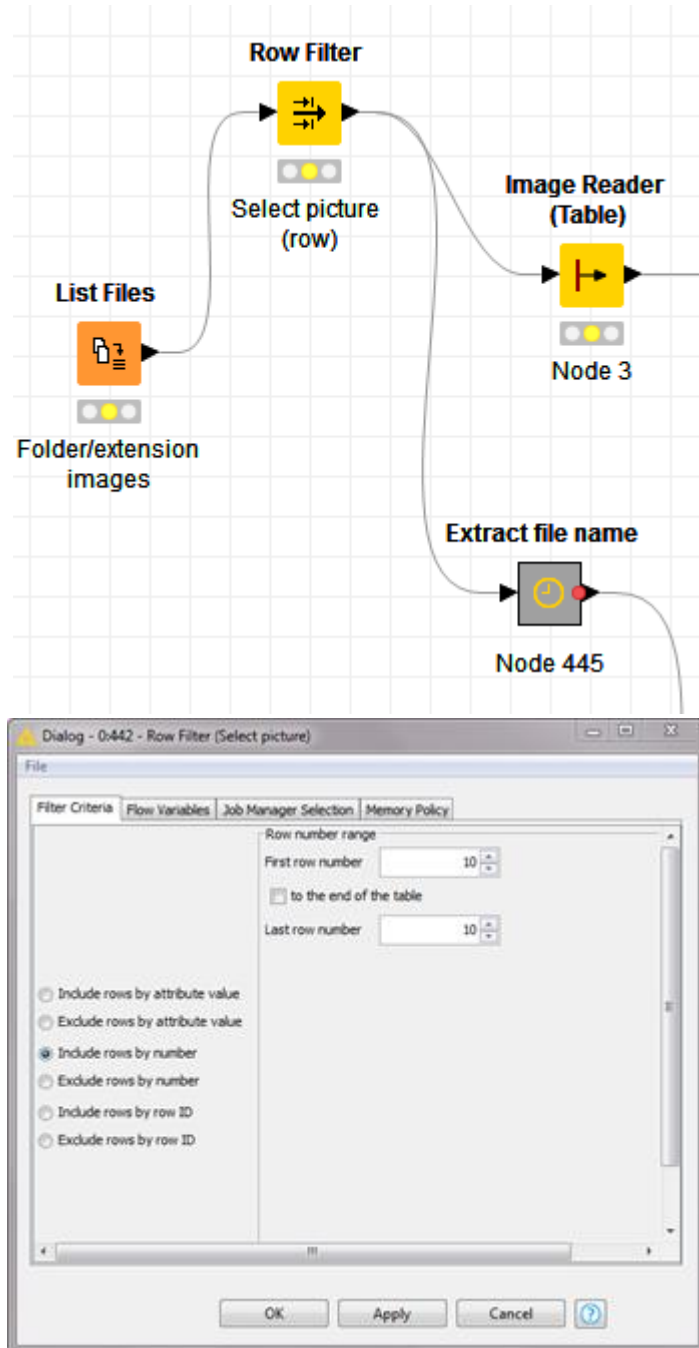 Row Filter
Select picture
(row)
Image Reader
(Table)
Node 3
List Files
Folder/extension
images
Extract file name
Node 445
Dialog - 0:442 - Row Filter (Select picture)
File
Filter Criteria Flow Variables Job Manager Selection Memory Policy
Row number range
First row number 10
to the end of the table
Last row number 10
Include rows by attribute value
Exclude rows by attribute value
Include rows by number
Exclude rows by number
Include rows by row ID
Exclude rows by row ID
OK Apply Cancel ?